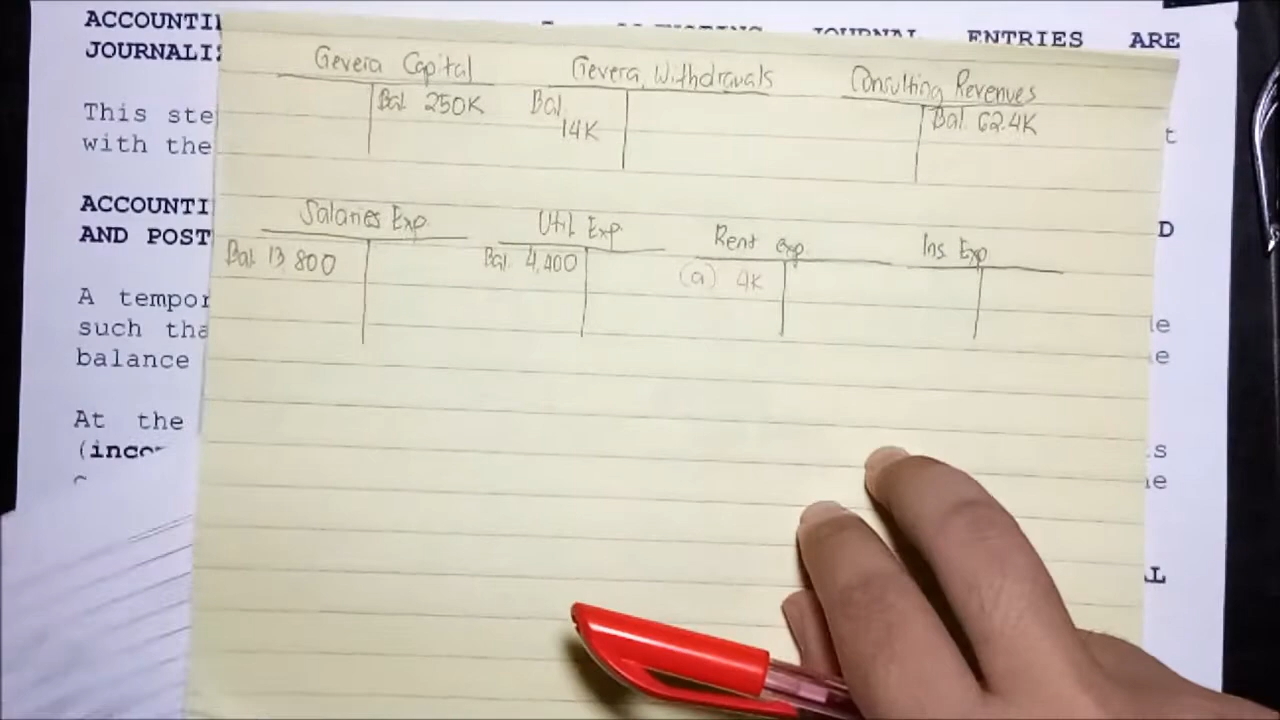 ACCOUNTI
JOURNAL ENTRIES ARE
JOURNALI
Gevera Capital
Gevera, Withdrawals
Consulting Revenues
Bal. 250K
Bal.
14K
Bal. 62.4K
This ste
t
with the
Salaries Exp.
Util Exp.
Rent exp.
Ins. Exp
ACCOUNTI
D
AND POST
Bal. 13,800
Bal. 4,400
(a) 4K
A tempor
such tha
e
balance
e
At the
s
(inco
e
L